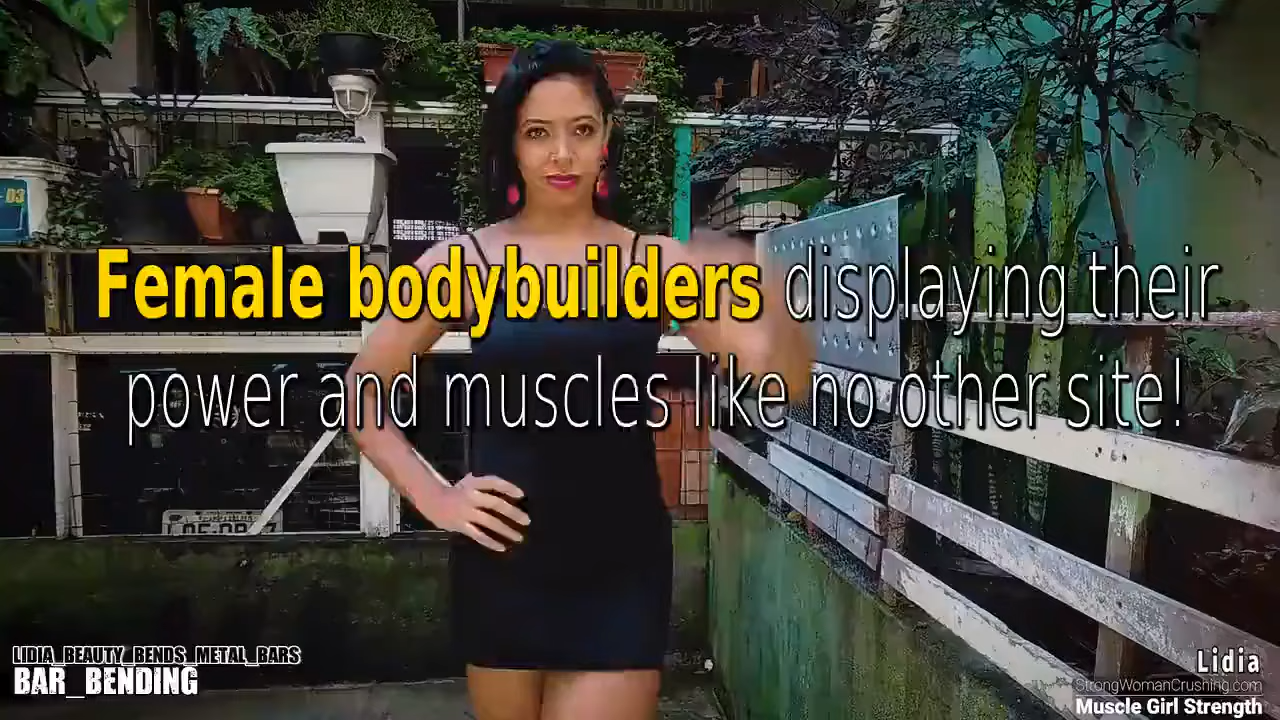 03
Female bodybuilders displaying their
power and muscles like no other site!
LIDIA_BEAUTY_BENDS_METAL_BARS
BAR_BENDING
Lidia
StrongWomanCrushing.com
Muscle Girl Strength